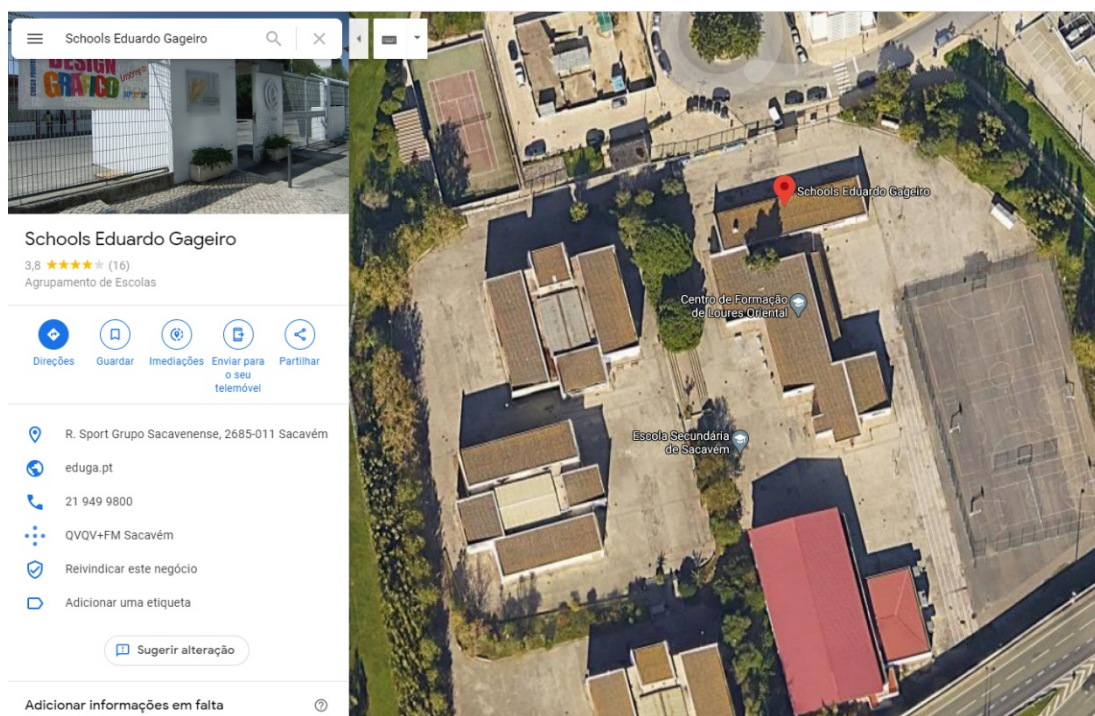 Schools Eduardo Gageiro
DESIGN
GRÁFICO
Schools Eduardo Gageiro
3,8 (16)
Agrupamento de Escolas
Direções
Guardar
Imediações
Enviar para
o seu
telemóvel
Partilhar
R. Sport Grupo Sacavenense, 2685-011 Sacavém
eduga.pt
21 949 9800
QVQV+FM Sacavém
Reivindicar este negócio
Adicionar uma etiqueta
Sugerir alteração
Adicionar informações em falta
Schools Eduardo Gageiro
Centro de Formação
de Loures Oriental
Escola Secundária
de Sacavém